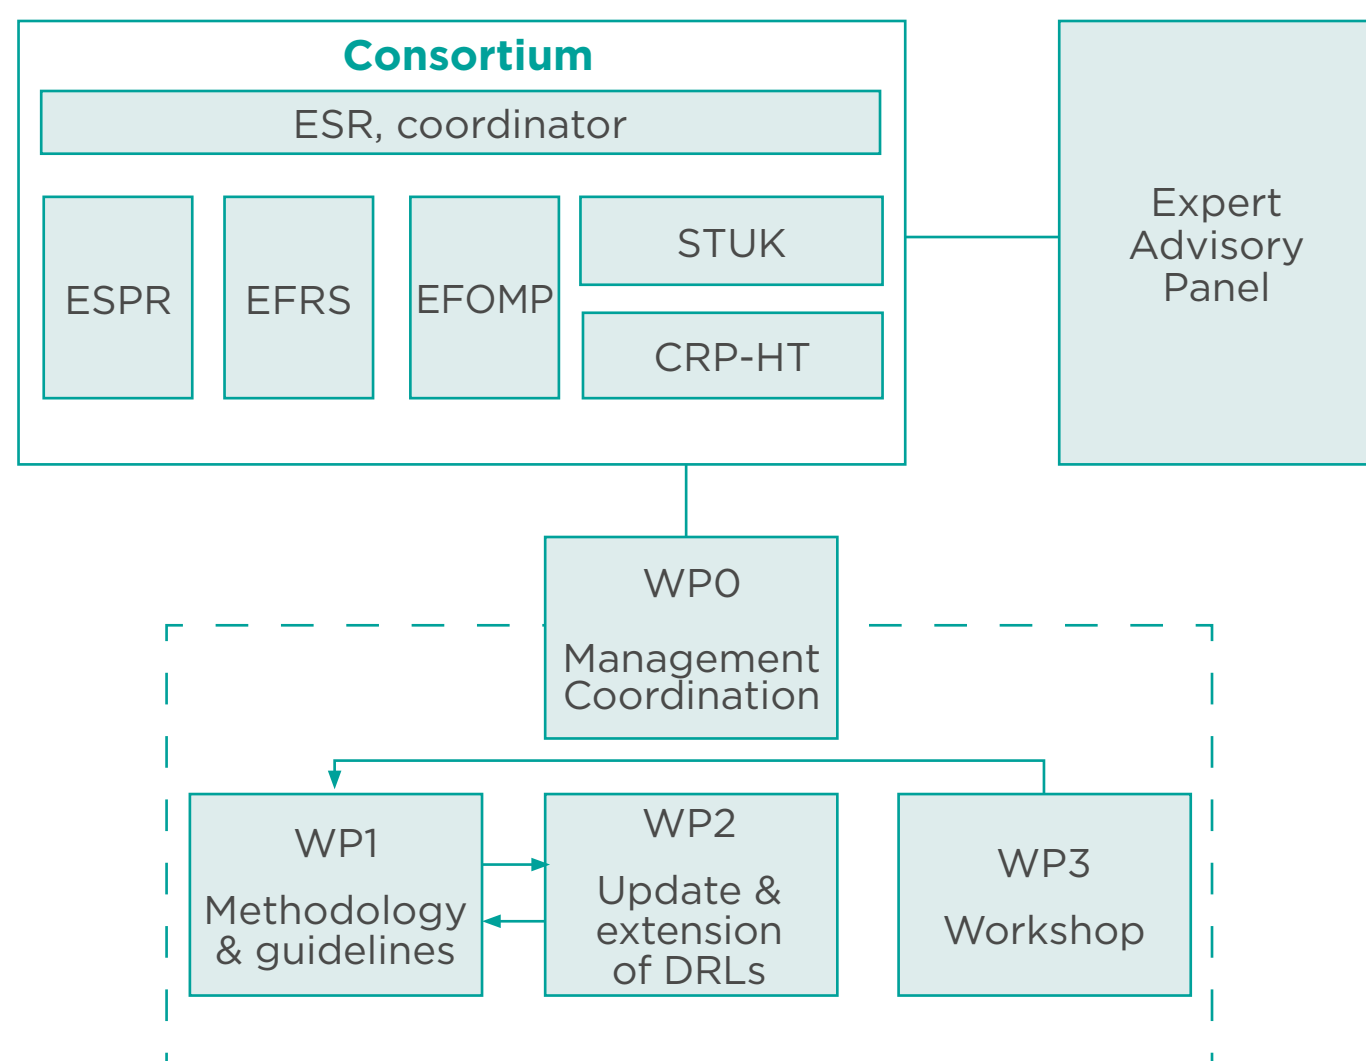 Consortium
ESR, coordinator
ESPR
EFRS
EFOMP
STUK
CRP-HT
Expert
Advisory
Panel
WP0
Management
Coordination
WP1
Methodology
& guidelines
WP2
Update &
extension
of DRLs
WP3
Workshop